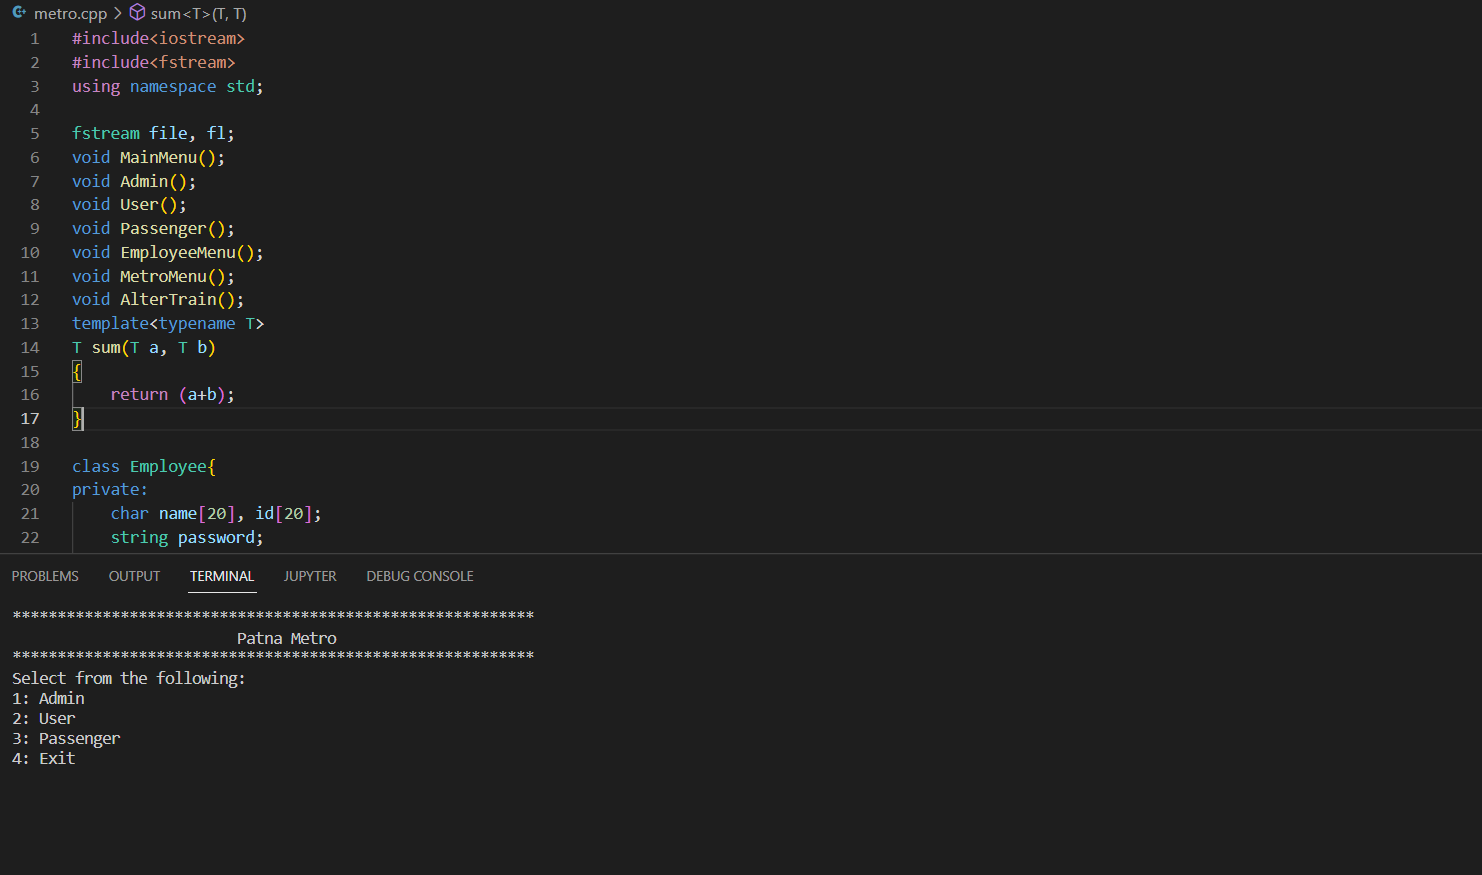 metro.cpp > sum<T>(T, T)
1 #include<iostream>
2 #include<fstream>
3 using namespace std;
4
5 fstream file, fl;
6 void MainMenu();
7 void Admin();
8 void User();
9 void Passenger();
10 void EmployeeMenu();
11 void MetroMenu();
12 void AlterTrain();
13 template<typename T>
14 T sum(T a, T b)
15 {
16     return (a+b);
17 }
18
19 class Employee{
20 private:
21     char name[20], id[20];
22     string password;
PROBLEMS OUTPUT TERMINAL JUPYTER DEBUG CONSOLE
**********************************************************
Patna Metro
**********************************************************
Select from the following:
1: Admin
2: User
3: Passenger
4: Exit